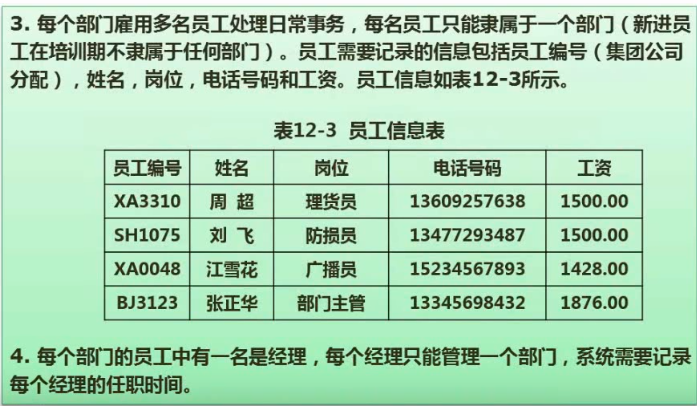 3. 每个部门雇用多名员工处理日常事务，每名员工只能隶属于一个部门（新进员
工在培训期不隶属于任何部门）。员工需要记录的信息包括员工编号（集团公司
分配），姓名，岗位，电话号码和工资。员工信息如表12-3所示。
表12-3 员工信息表
员工编号 姓名 岗位 电话号码 工资
XA3310 周 超 理货员 13609257638 1500.00
SH1075 刘 飞 防损员 13477293487 1500.00
XA0048 江雪花 广播员 15234567893 1428.00
BJ3123 张正华 部门主管 13345698432 1876.00
4. 每个部门的员工中有一名是经理，每个经理只能管理一个部门，系统需要记录
每个经理的任职时间。